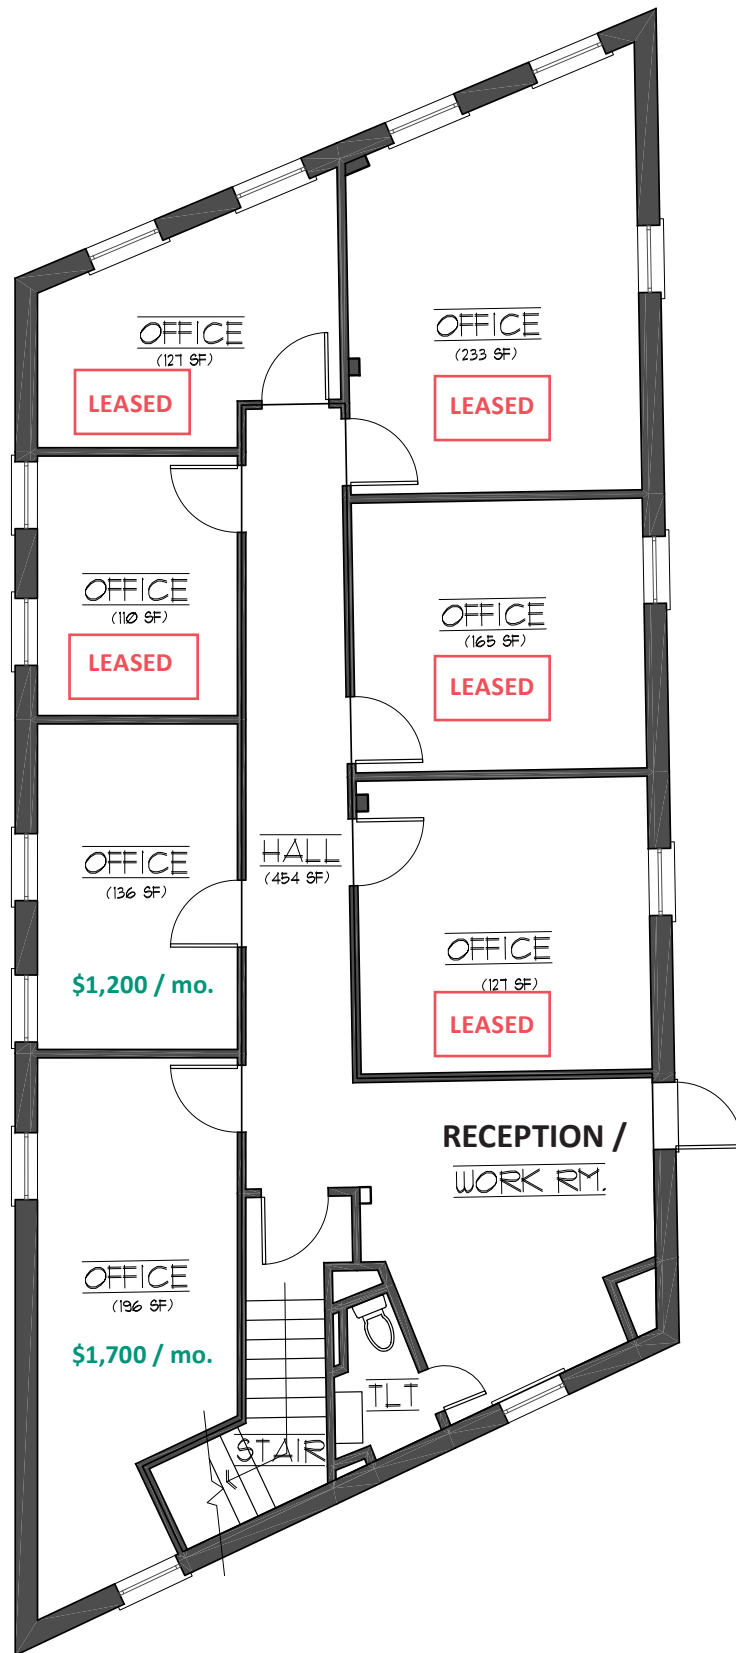 OFFICE
(127 SF)
LEASED
OFFICE
(233 SF)
LEASED
OFFICE
(110 SF)
LEASED
OFFICE
(165 SF)
LEASED
OFFICE
(136 SF)
$1,200 / mo.
HALL
(454 SF)
OFFICE
(127 SF)
LEASED
RECEPTION /
WORK RM.
OFFICE
(196 SF)
$1,700 / mo.
TLT
STAIR